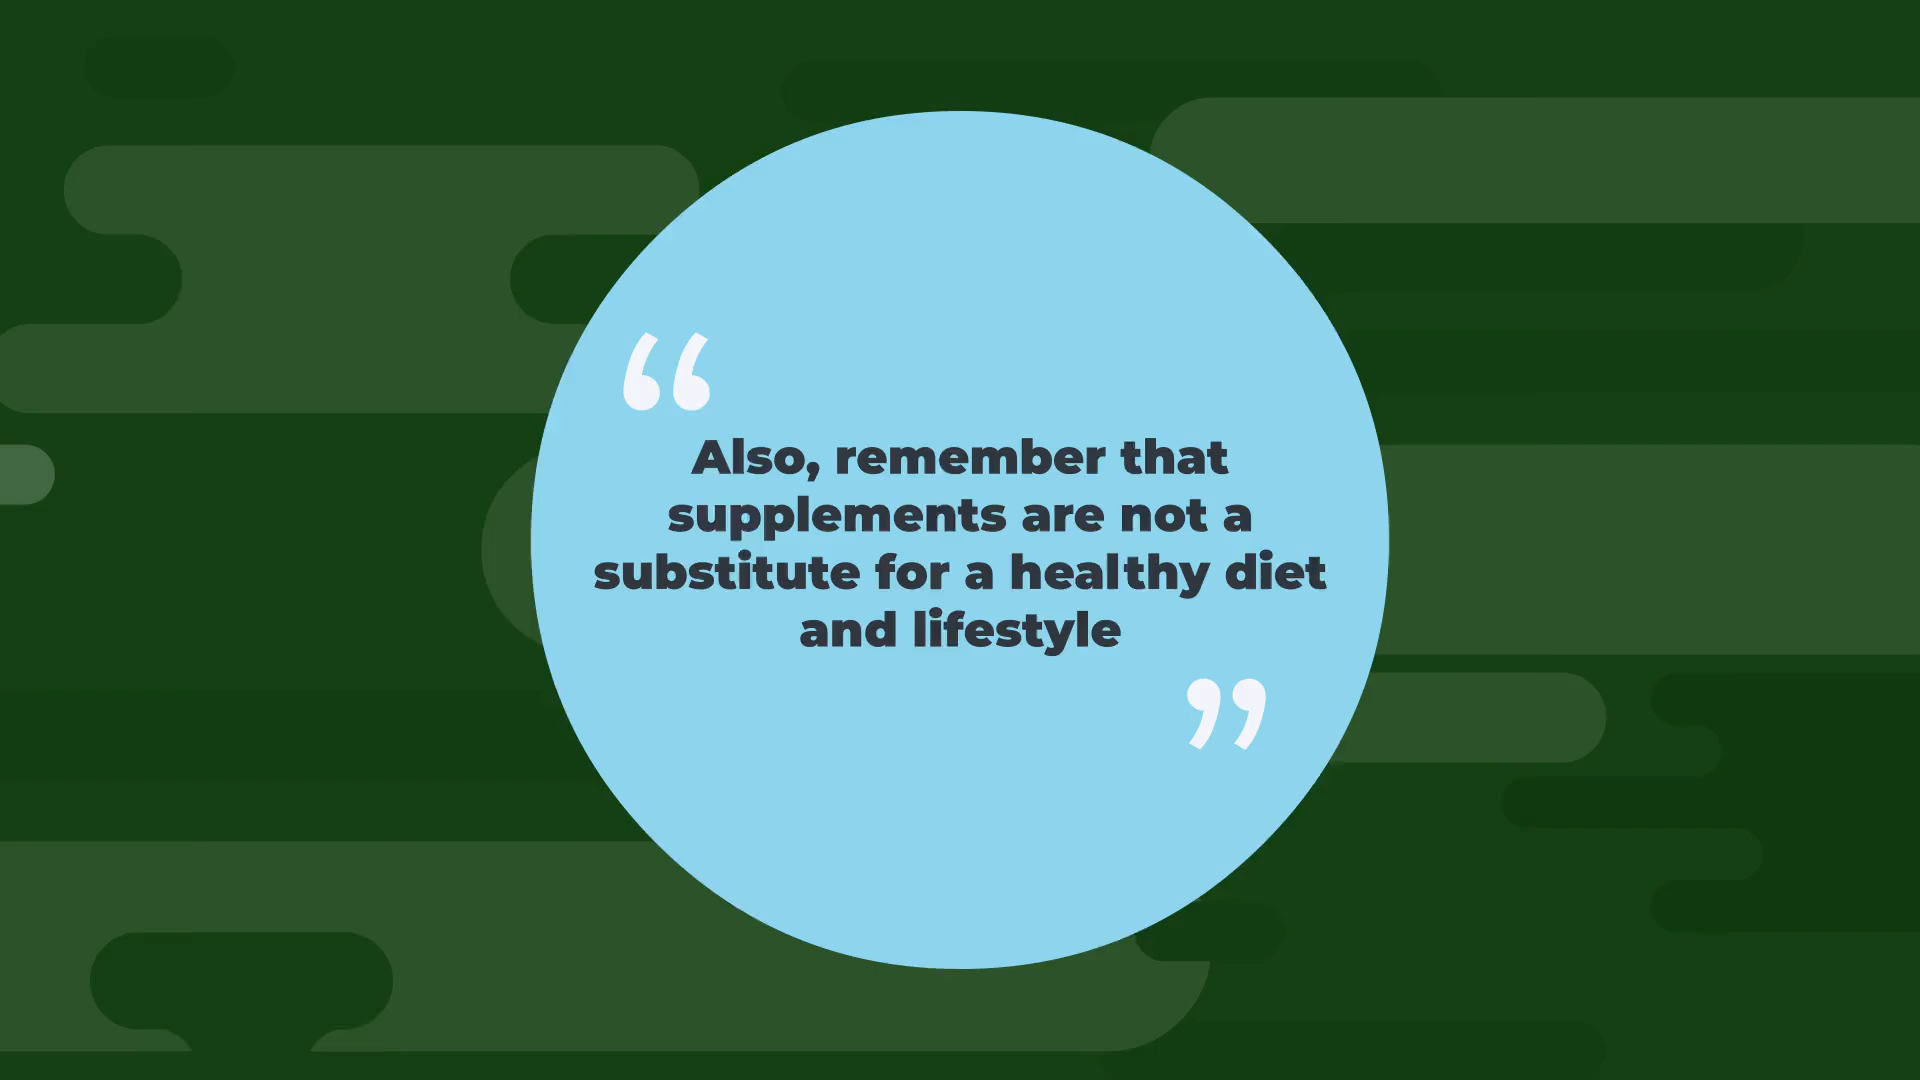 “
Also, remember that
supplements are not a
substitute for a healthy diet
and lifestyle
”